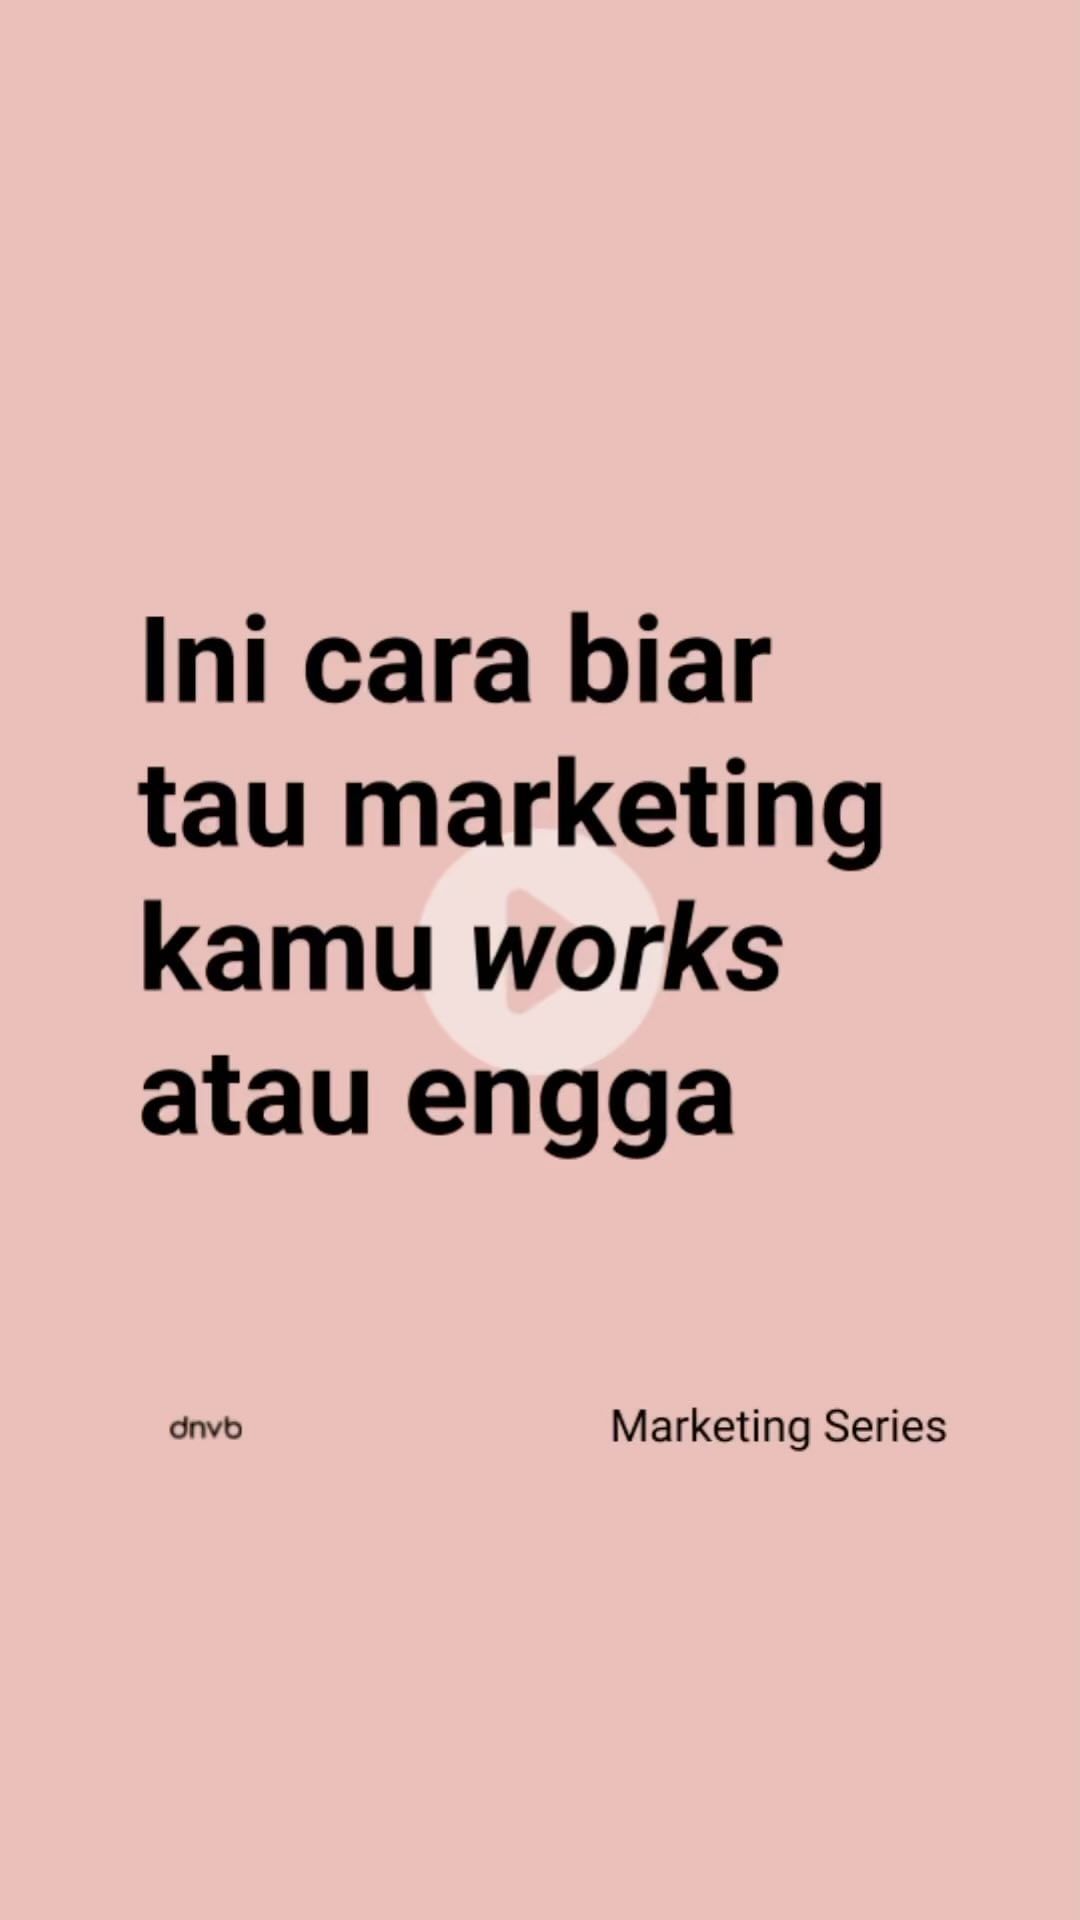 Ini cara biar
tau marketing
kamu works
atau engga
dnvb
Marketing Series